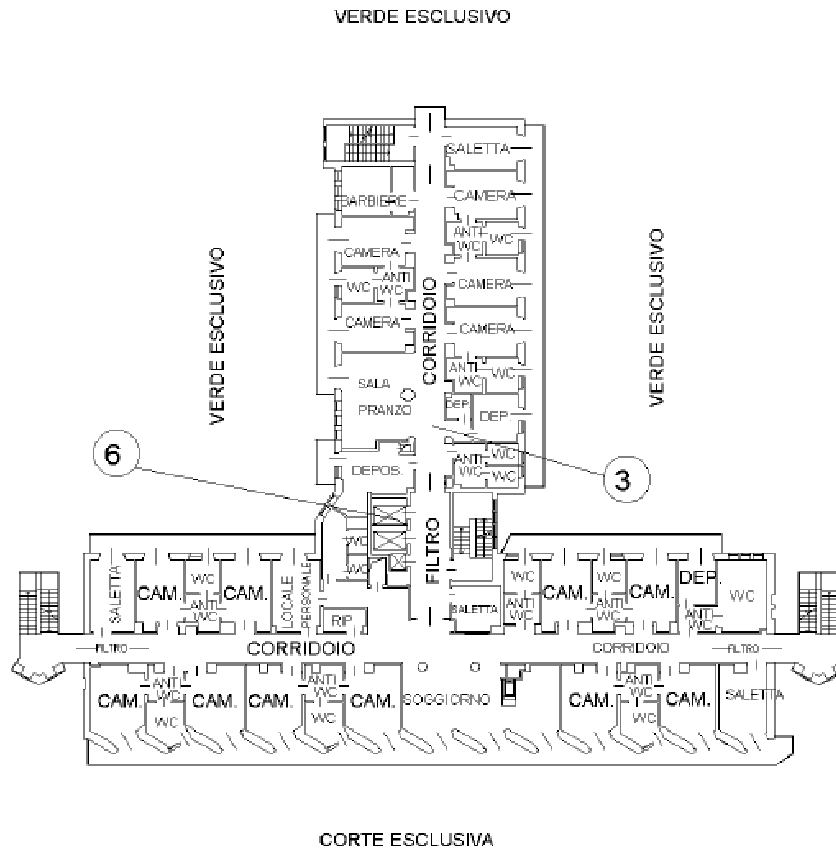 VERDE ESCLUSIVO
SALETTA
BARBIERE
CAMERA
ANTI
WC
WC
CAMERA
ANTI
WC
WC
CAMERA
CAMERA
CAMERA
CORRIDOIO
VERDE ESCLUSIVO
VERDE ESCLUSIVO
ANTI
WC
WC
SALA
PRANZO
DEP.
DEP.
6
DEPOS.
ANTI
WC
WC
WC
3
FILTRO
WC
WC
SALETTA
CAM.
WC
ANTI
WC
CAM.
LOCALE
PERSONALE
RIP.
SALETTA
WC
ANTI
WC
CAM.
WC
ANTI
WC
CAM.
DEP.
ANTI
WC
WC
FILTRO
CORRIDOIO
CORRIDOIO
FILTRO
CAM.
ANTI
WC
WC
CAM.
CAM.
ANTI
WC
WC
CAM.
SOGGIORNO
CAM.
ANTI
WC
WC
CAM.
SALETTA
CORTE ESCLUSIVA